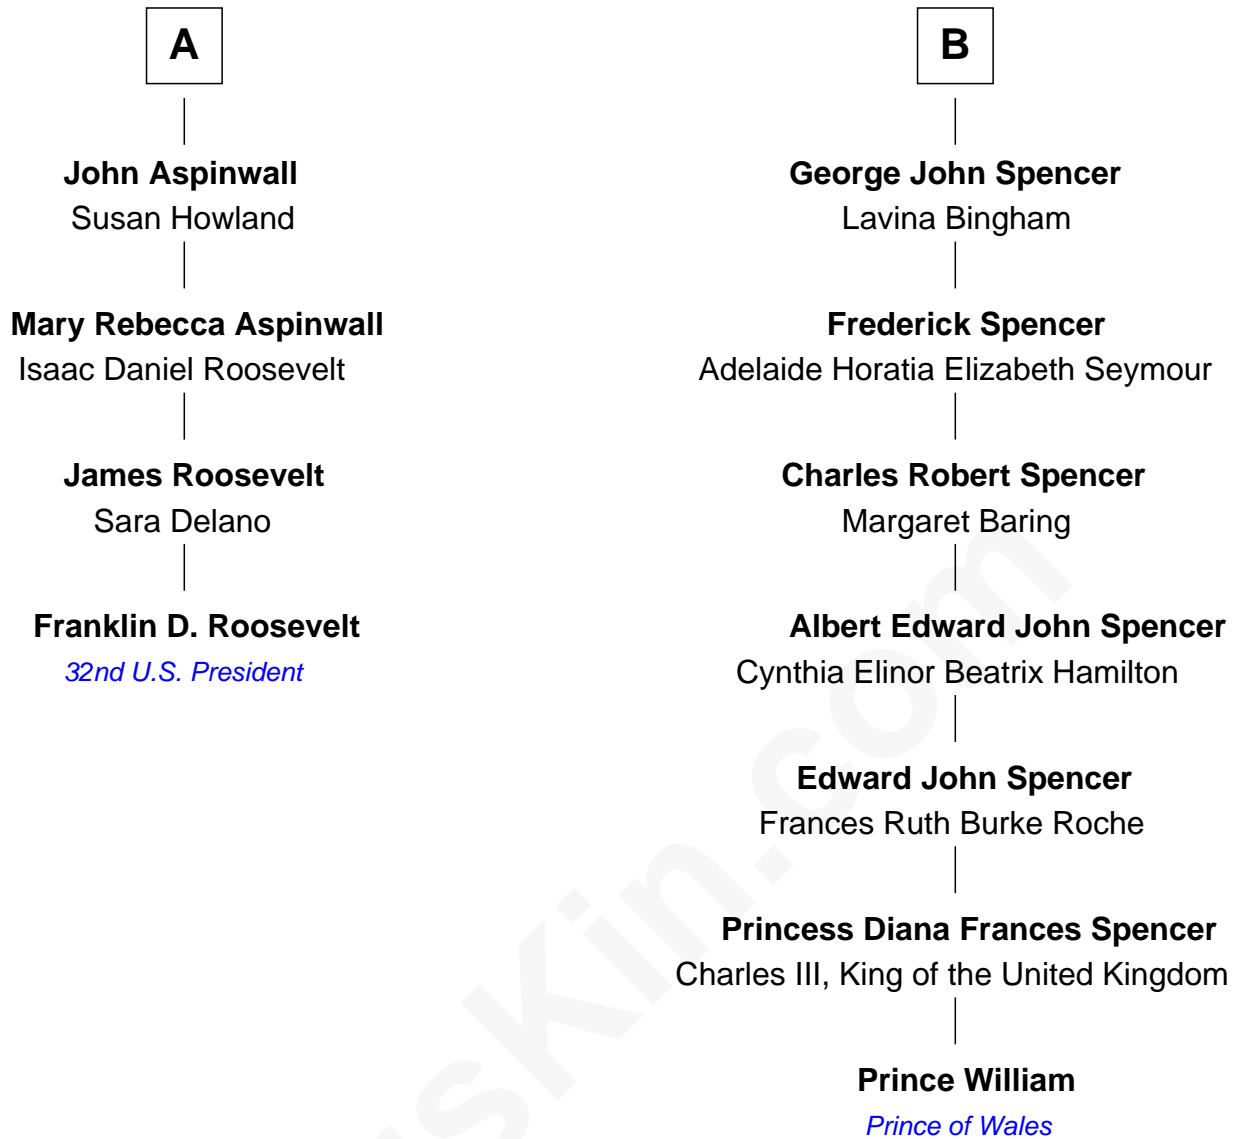 A
John Aspinwall
Susan Howland
Mary Rebecca Aspinwall
Isaac Daniel Roosevelt
James Roosevelt
Sara Delano
Franklin D. Roosevelt
32nd U.S. President
B
George John Spencer
Lavina Bingham
Frederick Spencer
Adelaide Horatia Elizabeth Seymour
Charles Robert Spencer
Margaret Baring
Albert Edward John Spencer
Cynthia Elinor Beatrix Hamilton
Edward John Spencer
Frances Ruth Burke Roche
Princess Diana Frances Spencer
Charles III, King of the United Kingdom
Prince William
Prince of Wales